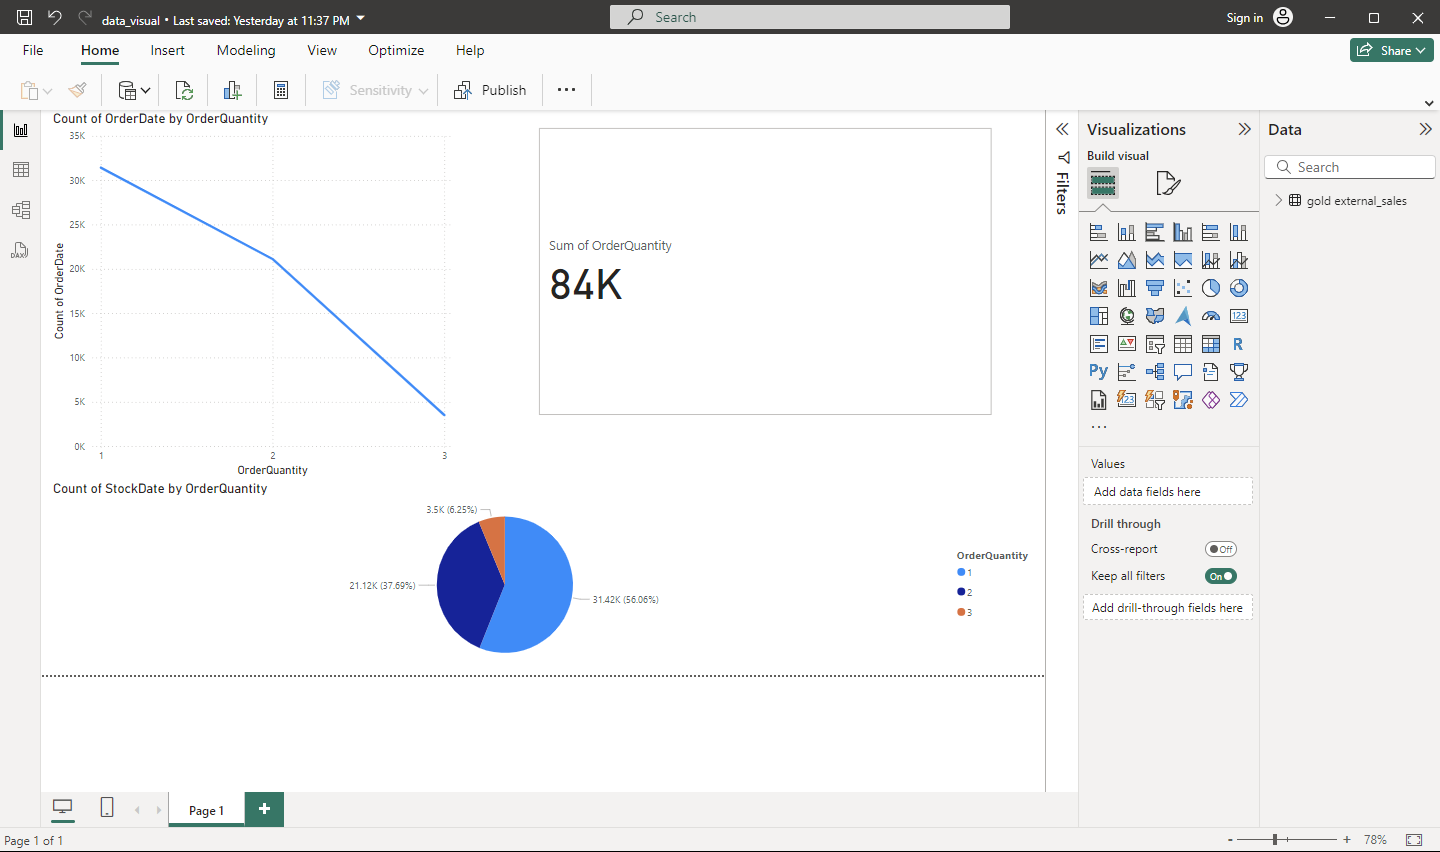 data_visual • Last saved: Yesterday at 11:37 PM
Search
Sign in
File
Home
Insert
Modeling
View
Optimize
Help
Share
Sensitivity
Publish
Count of OrderDate by OrderQuantity
35K
30K
25K
20K
15K
10K
5K
0K
Count of OrderDate
1
2
3
OrderQuantity
Sum of OrderQuantity
84K
Count of StockDate by OrderQuantity
3.5K (6.25%)
21.12K (37.69%)
31.42K (56.06%)
OrderQuantity
1
2
3
Filters
Visualizations
Build visual
123
R
Py
123
Values
Add data fields here
Drill through
Cross-report
Off
Keep all filters
On
Add drill-through fields here
Data
Search
gold external_sales
DAX
Page 1
+
Page 1 of 1
- +
78%